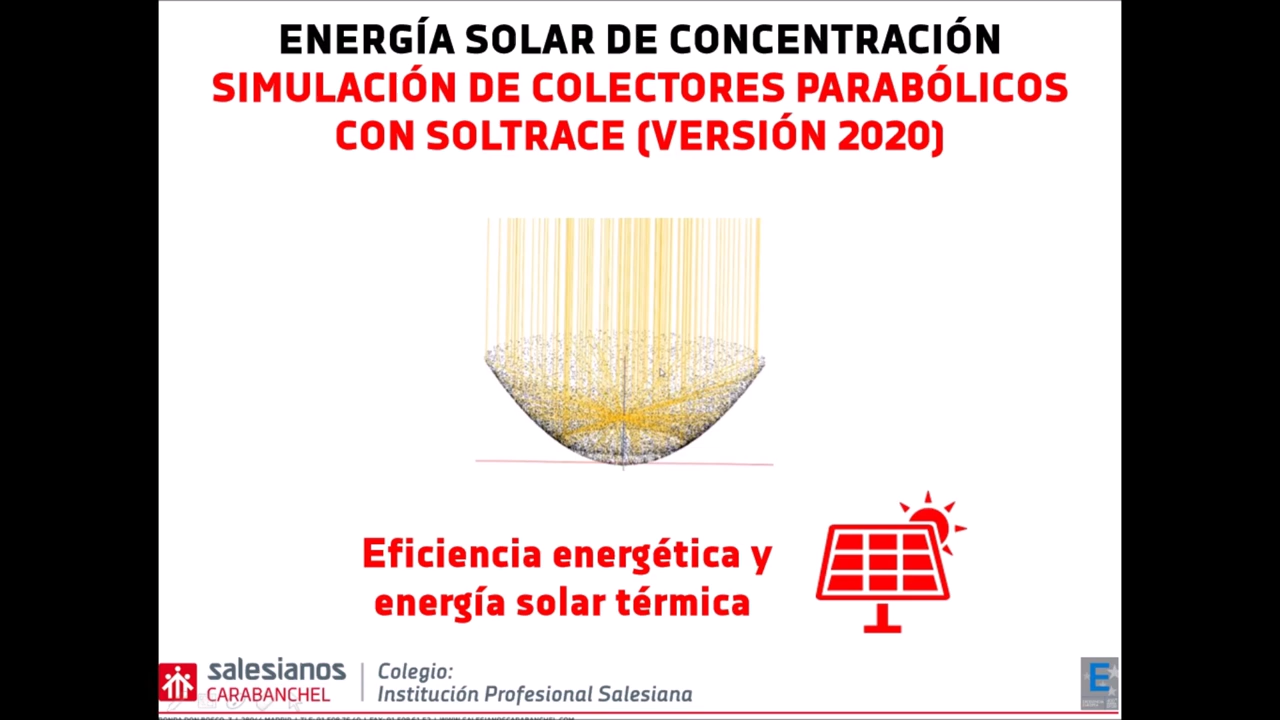 ENERGÍA SOLAR DE CONCENTRACIÓN
SIMULACIÓN DE COLECTORES PARABÓLICOS
CON SOLTRACE (VERSIÓN 2020)
Eficiencia energética y
energía solar térmica
salesianos
CARABANCHEL
Colegio:
Institución Profesional Salesiana
E